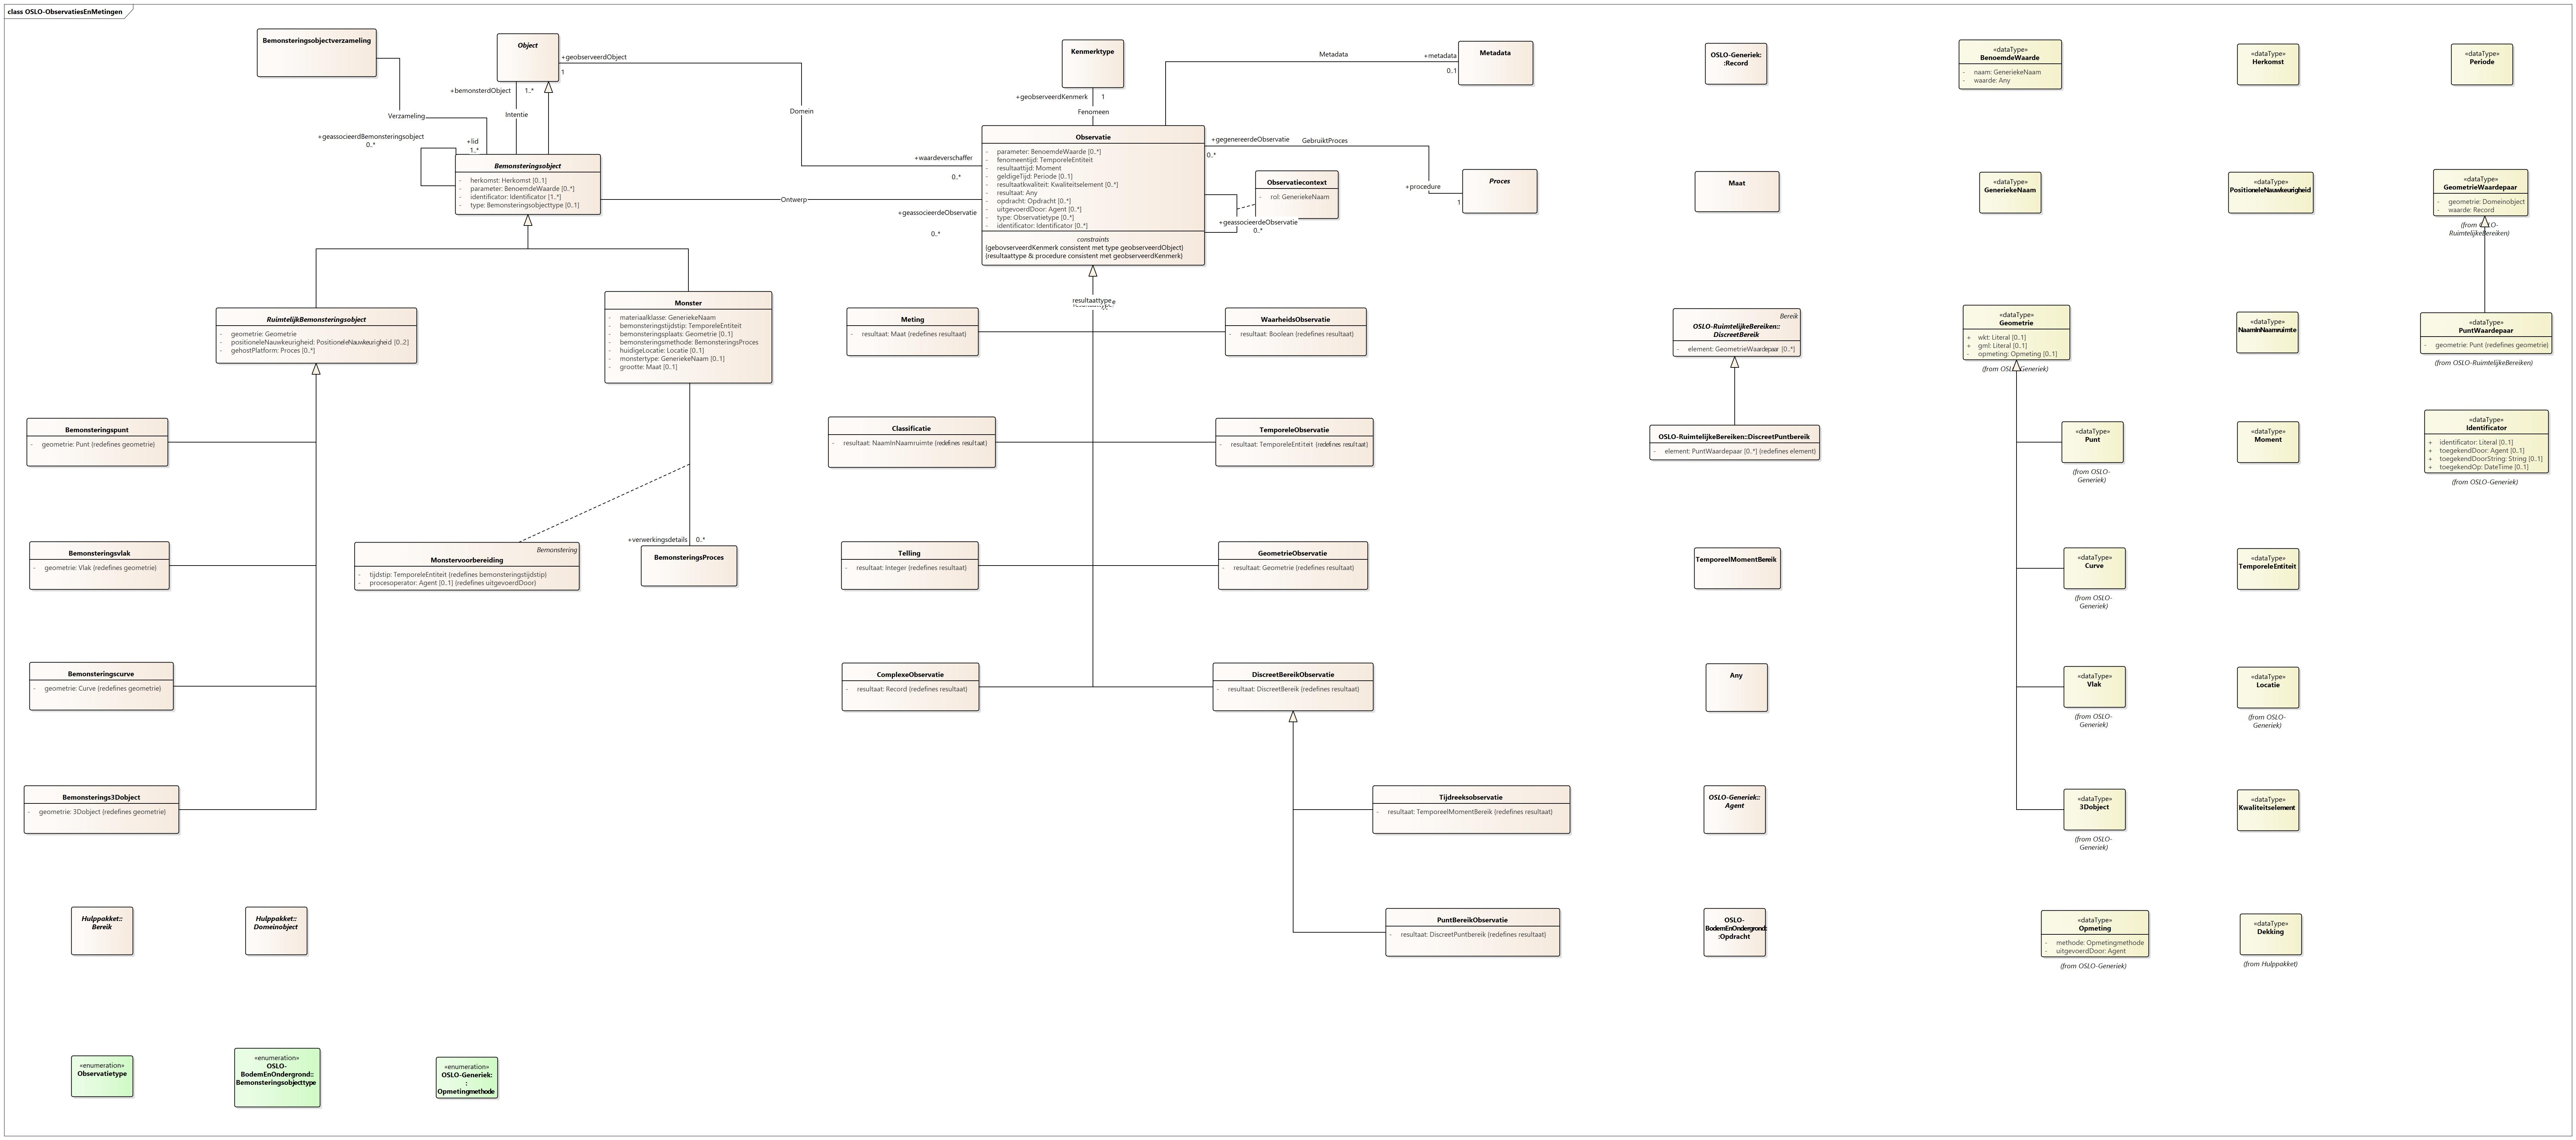 class OSLO-ObservatiesEnMetingen
Bemonsteringsobjectverzameling
Object
+geobserveerdObject
1
Kenmerktype
Metadata
+metadata
0..1
Metadata
OSLO-Generiek:
:Record
«dataType»
BenoemdeWaarde
- naam: GeneriekeNaam
- waarde: Any
«dataType»
Herkomst
«dataType»
Periode
+bemonsterdObject
1..*
Intentie
Verzameling
+geassocieerdBemonsteringsobject
0..*
+lid
1..*
Domein
+geobserveerdKenmerk
1
Fenomeen
Bemonsteringsobject
- herkomst: Herkomst [0..1]
- parameter: BenoemdeWaarde [0..*]
- identificator: Identificator [1..*]
- type: Bemonsteringsobjecttype [0..1]
+waardeverschaffer
0..*
Ontwerp
+geassocieerdeObservatie
0..*
Observatie
- parameter: BenoemdeWaarde [0..*]
- fenomeentijd: TemporeleEntiteit
- resultaattijd: Moment
- geldigeTijd: Periode [0..1]
- resultaatkwaliteit: Kwaliteitselement [0..*]
- resultaat: Any
- opdracht: Opdracht [0..*]
- uitgevoerdDoor: Agent [0..*]
- type: Observatietype [0..*]
- identificator: Identificator [0..*]
constraints
{gebovserveerdKenmerk consistent met type geobserveerdObject}
{resultaattype & procedure consistent met geobserveerdKenmerk}
+gegenereerdeObservatie
0..*
GebruiktProces
+procedure
1
Observatiecontext
- rol: GeneriekeNaam
+geassocieerdeObservatie
0..*
Proces
Maat
«dataType»
GeneriekeNaam
«dataType»
PositioneleNauwkeurigheid
«dataType»
GeometrieWaardepaar
- geometrie: Domeinobject
- waarde: Record
(from OSLO-
RuimtelijkeBereiken)
resultaattype
RuimtelijkBemonsteringsobject
- geometrie: Geometrie
- positioneleNauwkeurigheid: PositioneleNauwkeurigheid [0..2]
- gehostPlatform: Proces [0..*]
Monster
- materiaalklasse: GeneriekeNaam
- bemonsteringstijdstip: TemporeleEntiteit
- bemonsteringsplaats: Geometrie [0..1]
- bemonsteringsmethode: BemonsteringsProces
- huidigeLocatie: Locatie [0..1]
- monstertype: GeneriekeNaam [0..1]
- grootte: Maat [0..1]
Meting
- resultaat: Maat {redefines resultaat}
WaarheidsObservatie
- resultaat: Boolean {redefines resultaat}
Bereik
OSLO-RuimtelijkeBereiken::
DiscreetBereik
- element: GeometrieWaardepaar [0..*]
«dataType»
Geometrie
+ wkt: Literal [0..1]
+ gml: Literal [0..1]
- opmeting: Opmeting [0..1]
(from OSLO-Generiek)
«dataType»
NaamInNaamruimte
«dataType»
PuntWaardepaar
- geometrie: Punt {redefines geometrie}
(from OSLO-RuimtelijkeBereiken)
Bemonsteringspunt
- geometrie: Punt {redefines geometrie}
Classificatie
- resultaat: NaamInNaamruimte {redefines resultaat}
TemporeleObservatie
- resultaat: TemporeleEntiteit {redefines resultaat}
OSLO-RuimtelijkeBereiken::DiscreetPuntbereik
- element: PuntWaardepaar [0..*] {redefines element}
«dataType»
Punt
(from OSLO-
Generiek)
«dataType»
Moment
«dataType»
Identificator
+ identificator: Literal [0..1]
+ toegekendDoor: Agent [0..1]
+ toegekendDoorString: String [0..1]
+ toegekendOp: DateTime [0..1]
(from OSLO-Generiek)
Bemonsteringsvlak
- geometrie: Vlak {redefines geometrie}
Bemonstering
Monstervoorbereiding
- tijdstip: TemporeleEntiteit {redefines bemonsteringstijdstip}
- procesoperator: Agent [0..1] {redefines uitgevoerdDoor}
+verwerkingsdetails
0..*
BemonsteringsProces
Telling
- resultaat: Integer {redefines resultaat}
GeometrieObservatie
- resultaat: Geometrie {redefines resultaat}
TemporeelMomentBereik
«dataType»
Curve
(from OSLO-
Generiek)
«dataType»
TemporeleEntiteit
Bemonsteringscurve
- geometrie: Curve {redefines geometrie}
ComplexeObservatie
- resultaat: Record {redefines resultaat}
DiscreetBereikObservatie
- resultaat: DiscreetBereik {redefines resultaat}
Any
«dataType»
Vlak
(from OSLO-
Generiek)
«dataType»
Locatie
(from OSLO-
Generiek)
Bemonsterings3Dobject
- geometrie: 3Dobject {redefines geometrie}
Tijdreeksobservatie
- resultaat: TemporeelMomentBereik {redefines resultaat}
OSLO-Generiek::
Agent
«dataType»
3Dobject
(from OSLO-
Generiek)
«dataType»
Kwaliteitselement
Hulppakket::
Bereik
Hulppakket::
Domeinobject
PuntBereikObservatie
- resultaat: DiscreetPuntbereik {redefines resultaat}
OSLO-
BodemEnOndergrond:
:Opdracht
«dataType»
Opmeting
- methode: Opmetingmethode
- uitgevoerdDoor: Agent
(from OSLO-Generiek)
«dataType»
Dekking
(from Hulppakket)
«enumeration»
Observatietype
«enumeration»
OSLO-
BodemEnOndergrond::
Bemonsteringsobjecttype
«enumeration»
OSLO-Generiek:
:
Opmetingmethode